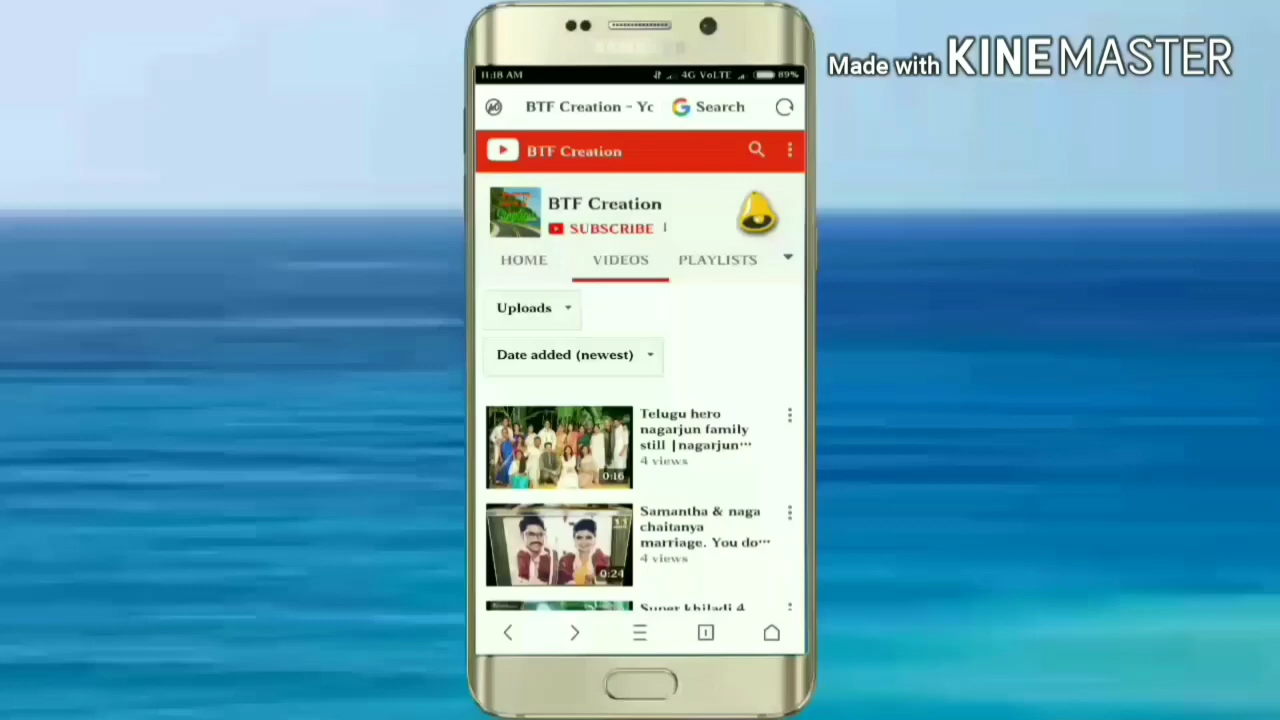 Made with KINEMASTER
11:18 AM
4G VoLTE
89%
BTF Creation - Yo
Search
BTF Creation
BTF Creation
SUBSCRIBE
HOME
VIDEOS
PLAYLISTS
Uploads
Date added (newest)
Telugu hero
nagarjun family
still |nagarjun...
4 views
0:16
Samantha & naga
chaitanya
marriage. You do...
4 views
0:24
Super khiladi 4
1